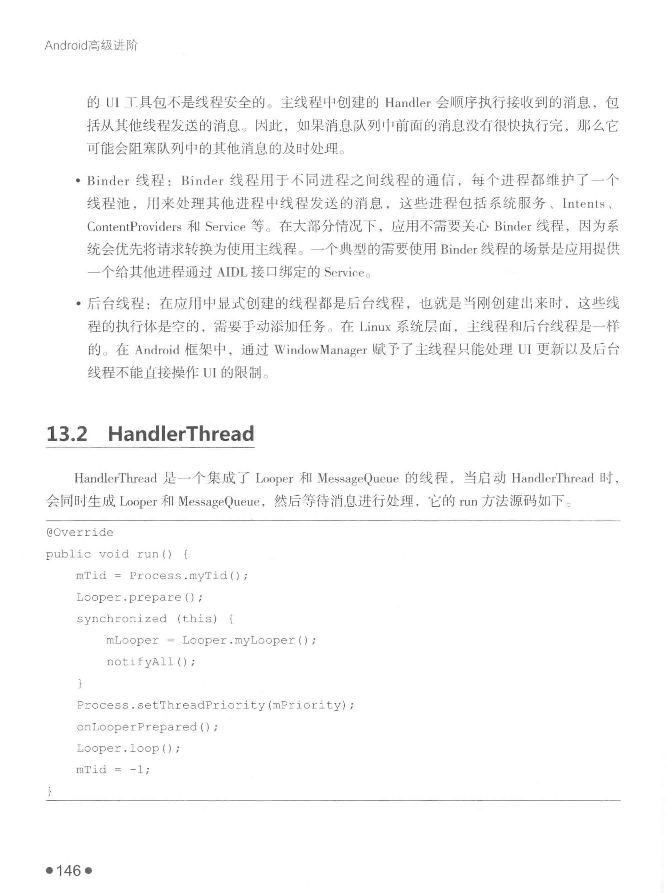 Android高级进阶
的 UI 工具包不是线程安全的。主线程中创建的 Handler 会顺序执行接收到的消息，包
括从其他线程发送的消息。因此，如果消息队列中前面的消息没有很快执行完，那么它
可能会阻塞队列中的其他消息的及时处理。
• Binder 线程：Binder 线程用于不同进程之间线程的通信，每个进程都维护了一个
线程池，用来处理其他进程中线程发送的消息，这些进程包括系统服务、Intents、
ContentProviders 和 Service 等。在大部分情况下，应用不需要关心 Binder 线程，因为系
统会优先将请求转换为使用主线程。一个典型的需要使用 Binder 线程的场景是应用提供
一个给其他进程通过 AIDL 接口绑定的 Service。
• 后台线程：在应用中显式创建的线程都是后台线程，也就是当刚创建出来时，这些线
程的执行体是空的，需要手动添加任务。在 Linux 系统层面，主线程和后台线程是一样
的。在 Android 框架中，通过 WindowManager 赋予了主线程只能处理 UI 更新以及后台
线程不能直接操作 UI 的限制。
13.2 HandlerThread
HandlerThread 是一个集成了 Looper 和 MessageQueue 的线程，当启动 HandlerThread 时，
会同时生成 Looper 和 MessageQueue，然后等待消息进行处理，它的 run 方法源码如下。
@Override
public void run() {
mTid = Process.myTid();
Looper.prepare();
synchronized (this) {
mLooper = Looper.myLooper();
notifyAll();
}
Process.setThreadPriority(mPriority);
onLooperPrepared();
Looper.loop();
mTid = -1;
}
●146●